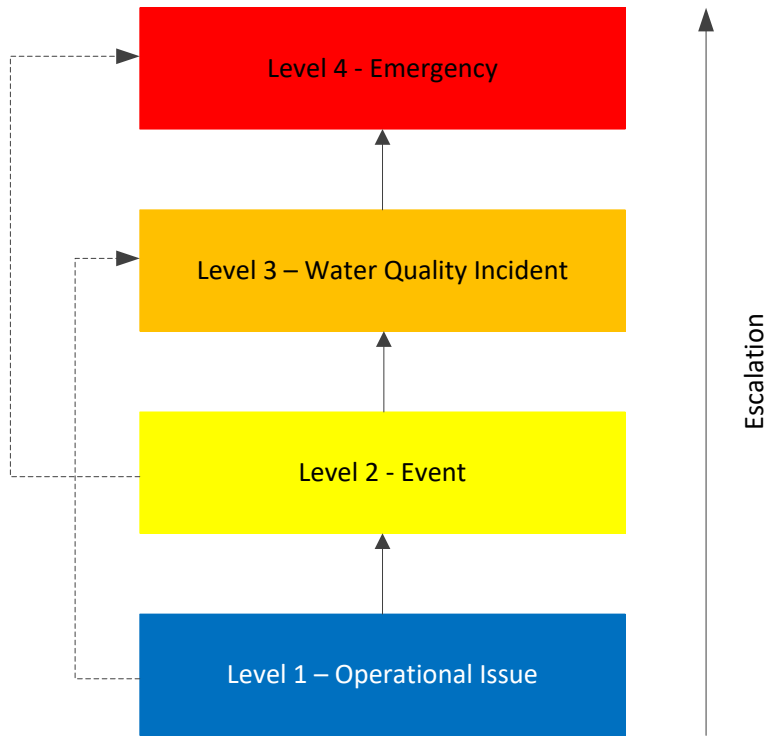 Level 4 - Emergency
Level 3 – Water Quality Incident
Escalation
Level 2 - Event
Level 1 – Operational Issue